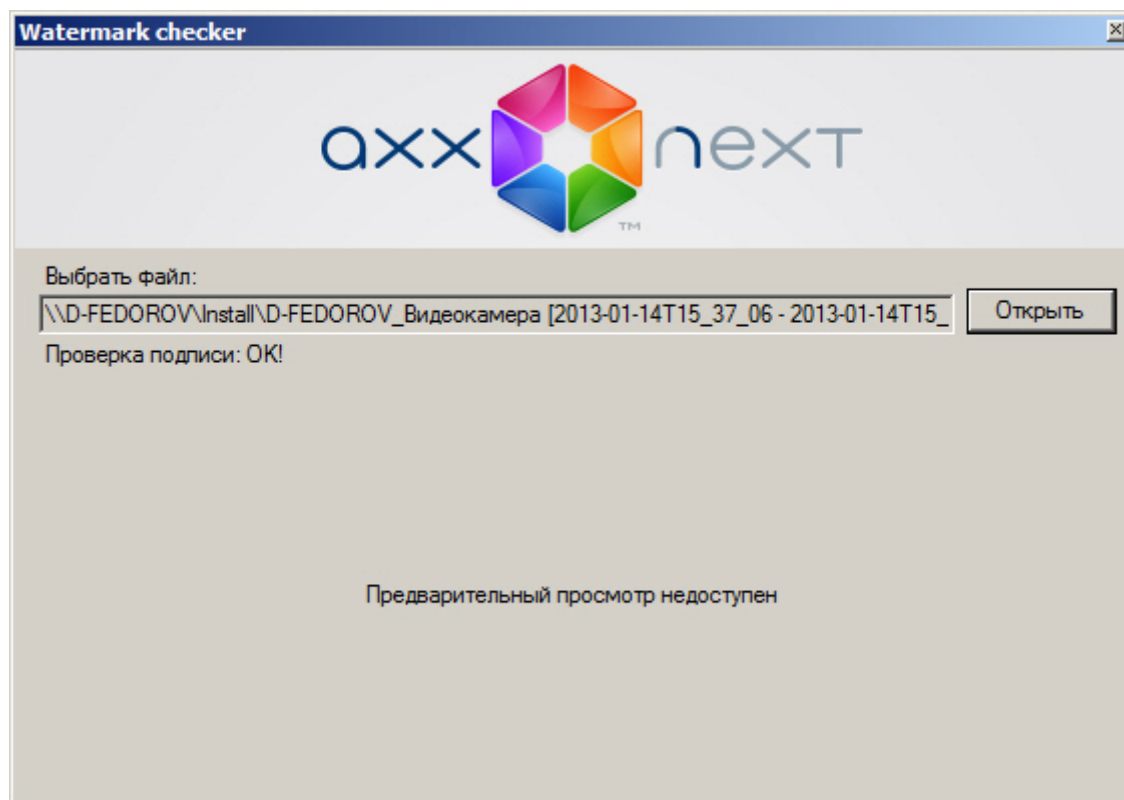 Watermark checker
axx next
TM
Выбрать файл:
\\D-FEDOROV\Install\D-FEDOROV_Видеокамера [2013-01-14T15_37_06 - 2013-01-14T15_
Открыть
Проверка подписи: OK!
Предварительный просмотр недоступен